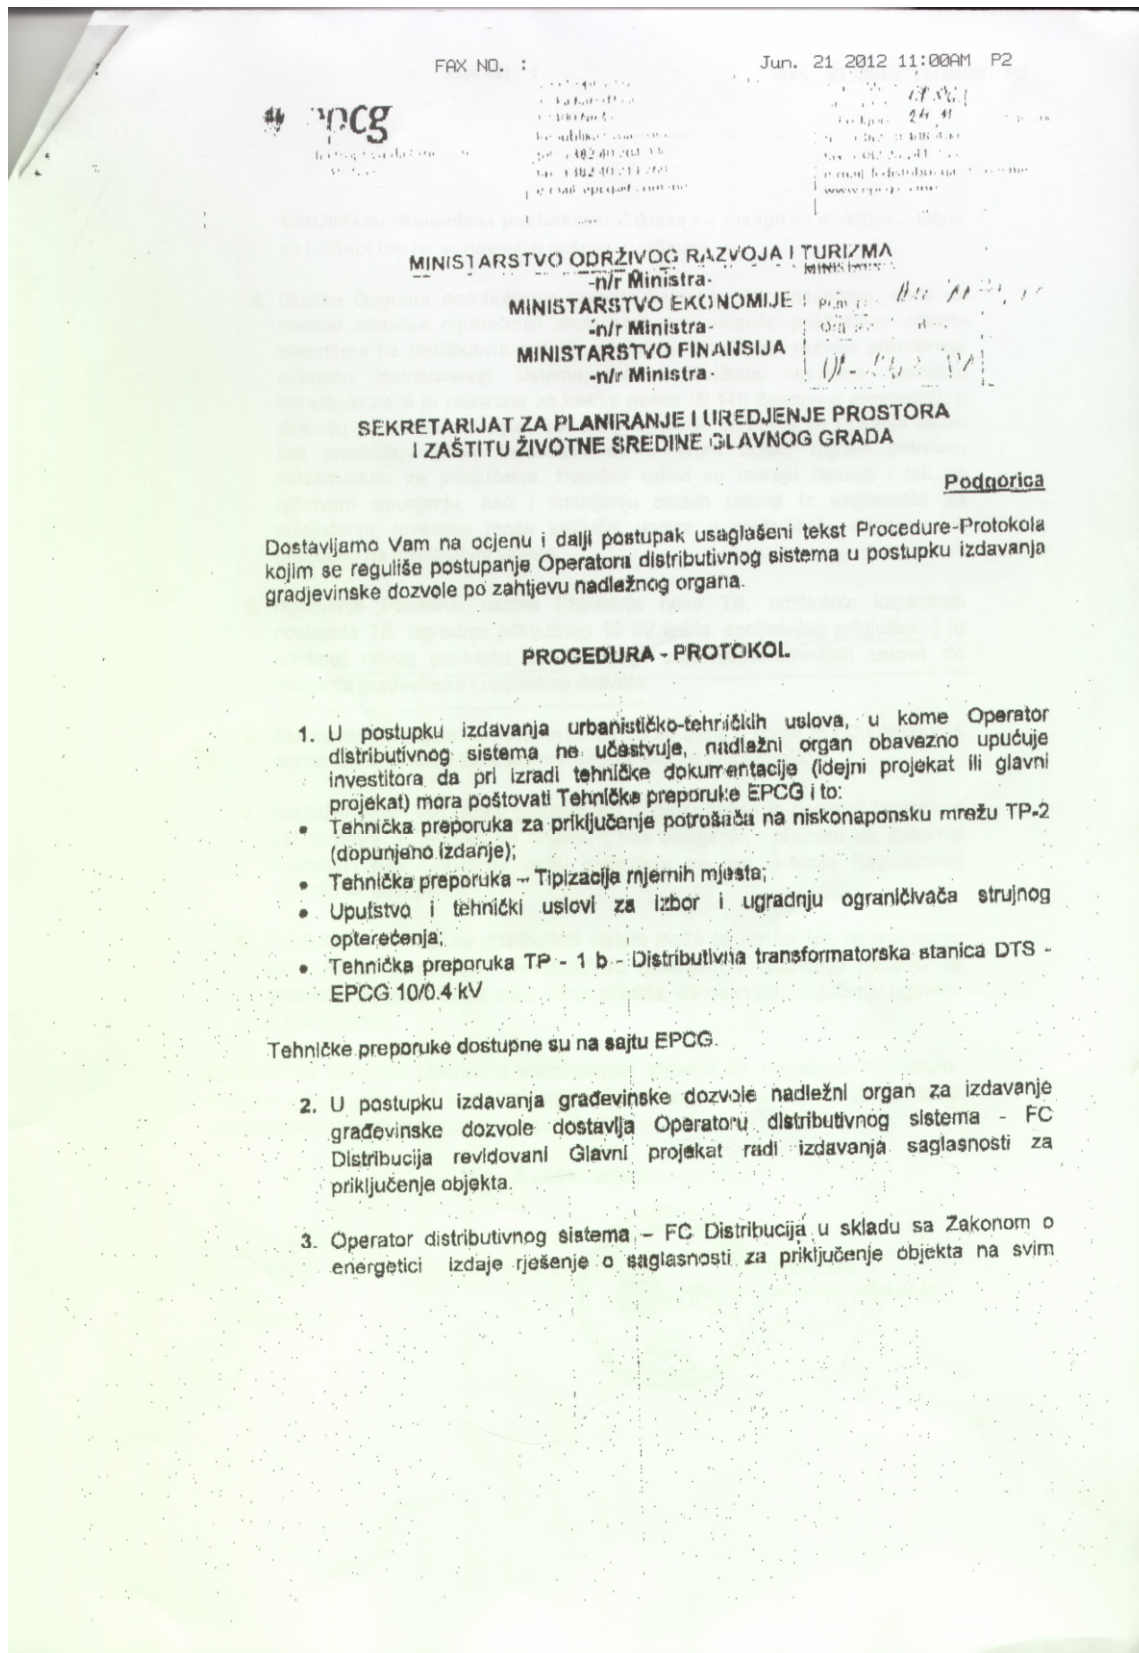 FAX NO. :
Jun. 21 2012 11:00AM P2
epcg
MINISTARSTVO ODRŽIVOG RAZVOJA I TURIZMA
-n/r Ministra-
MINISTARSTVO EKONOMIJE
-n/r Ministra-
MINISTARSTVO FINANSIJA
-n/r Ministra-
SEKRETARIJAT ZA PLANIRANJE I UREDJENJE PROSTORA
I ZAŠTITU ŽIVOTNE SREDINE GLAVNOG GRADA
Podgorica
Dostavljamo Vam na ocjenu i dalji postupak usaglašeni tekst Procedure-Protokola
kojim se reguliše postupanje Operatora distributivnog sistema u postupku izdavanja
gradjevinske dozvole po zahtjevu nadležnog organa.
PROCEDURA - PROTOKOL
1. U postupku izdavanja urbanističko-tehničkih uslova, u kome Operator
distributivnog sistema ne učestvuje, nadležni organ obavezno upućuje
investitora da pri izradi tehničke dokumentacije (idejni projekat ili glavni
projekat) mora poštovati Tehničke preporuke EPCG i to:
• Tehnička preporuka za priključenje potrošača na niskonaponsku mrežu TP-2
(dopunjeno izdanje);
• Tehnička preporuka – Tipizacija mjernih mjesta;
• Uputstvo i tehnički uslovi za izbor i ugradnju ograničivača strujnog
opterećenja;
• Tehnička preporuka TP - 1 b - Distributivna transformatorska stanica DTS -
EPCG 10/0.4 kV
Tehničke preporuke dostupne su na sajtu EPCG.
2. U postupku izdavanja građevinske dozvole nadležni organ za izdavanje
građevinske dozvole dostavlja Operatoru distributivnog sistema - FC
Distribucija revidovani Glavni projekat radi izdavanja saglasnosti za
priključenje objekta.
3. Operator distributivnog sistema – FC Distribucija u skladu sa Zakonom o
energetici izdaje rješenje o saglasnosti za priključenje objekta na svim